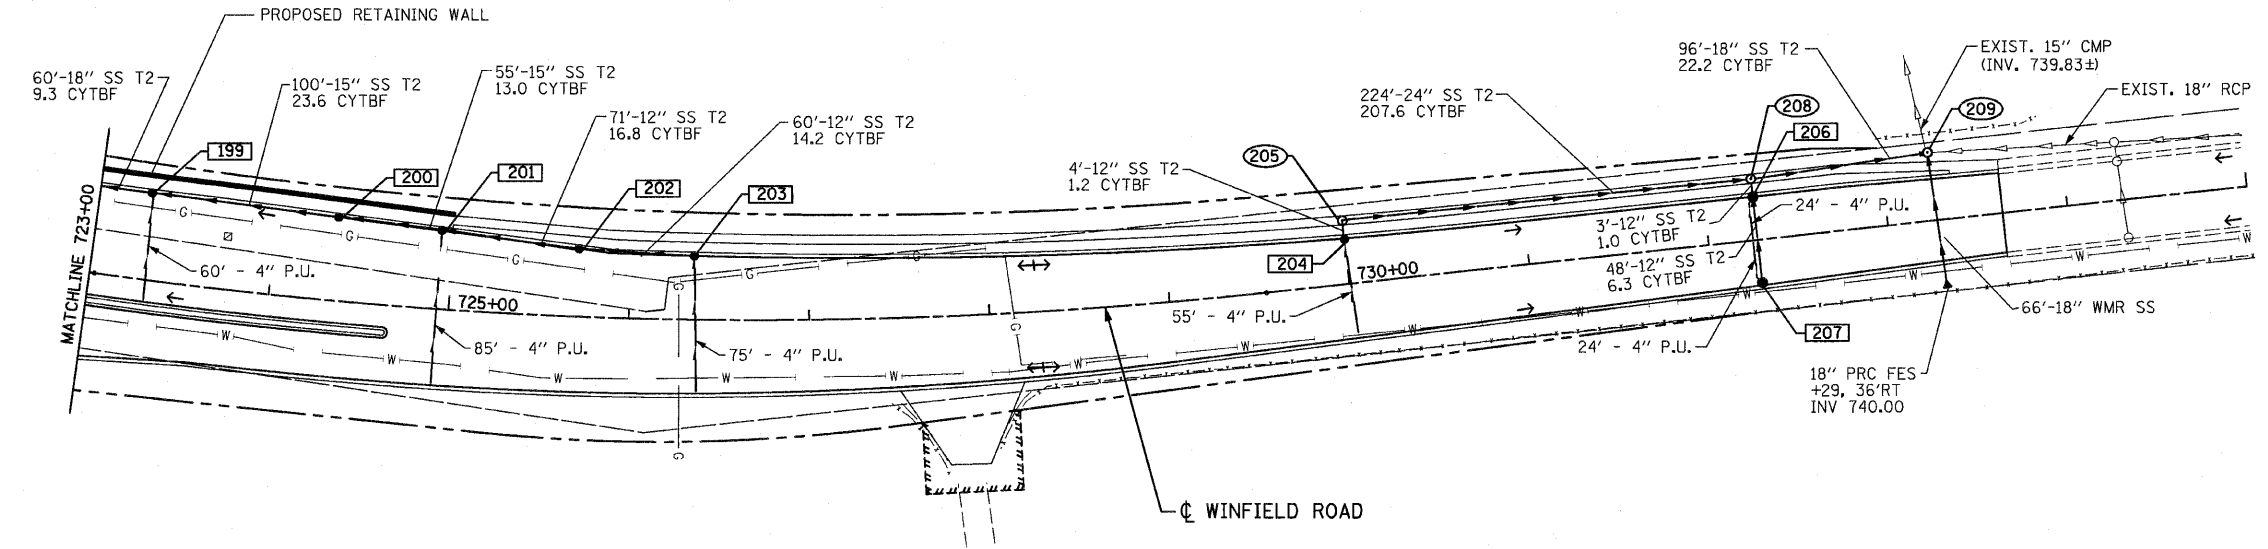 PROPOSED RETAINING WALL
60'-18" SS T2
9.3 CYTBF
100'-15" SS T2
23.6 CYTBF
55'-15" SS T2
13.0 CYTBF
71'-12" SS T2
16.8 CYTBF
60'-12" SS T2
14.2 CYTBF
4'-12" SS T2
1.2 CYTBF
224'-24" SS T2
207.6 CYTBF
96'-18" SS T2
22.2 CYTBF
EXIST. 15" CMP
(INV. 739.83±)
EXIST. 18" RCP
199
200
201
202
203
205
208
206
209
204
MATCHLINE 723+00
725+00
730+00
60' - 4" P.U.
85' - 4" P.U.
75' - 4" P.U.
55' - 4" P.U.
3'-12" SS T2
1.0 CYTBF
24' - 4" P.U.
48'-12" SS T2
6.3 CYTBF
24' - 4" P.U.
207
66'-18" WMR SS
18" PRC FES
+29, 36'RT
INV 740.00
℄ WINFIELD ROAD
G
G
G
G
G
G
G
G
W
W
W
W
W
W
W
W
W
W
W
W
W